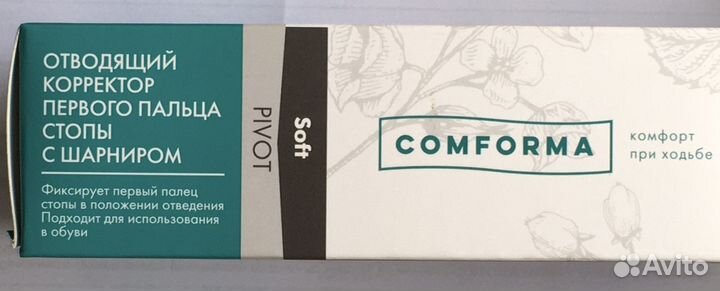 ОТВОДЯЩИЙ
КОРРЕКТОР
ПЕРВОГО ПАЛЬЦА
СТОПЫ
С ШАРНИРОМ
Фиксирует первый палец
стопы в положении отведения
Подходит для использования
в обуви
PIVOT
Soft
COMFORMA
комфорт
при ходьбе
Avito